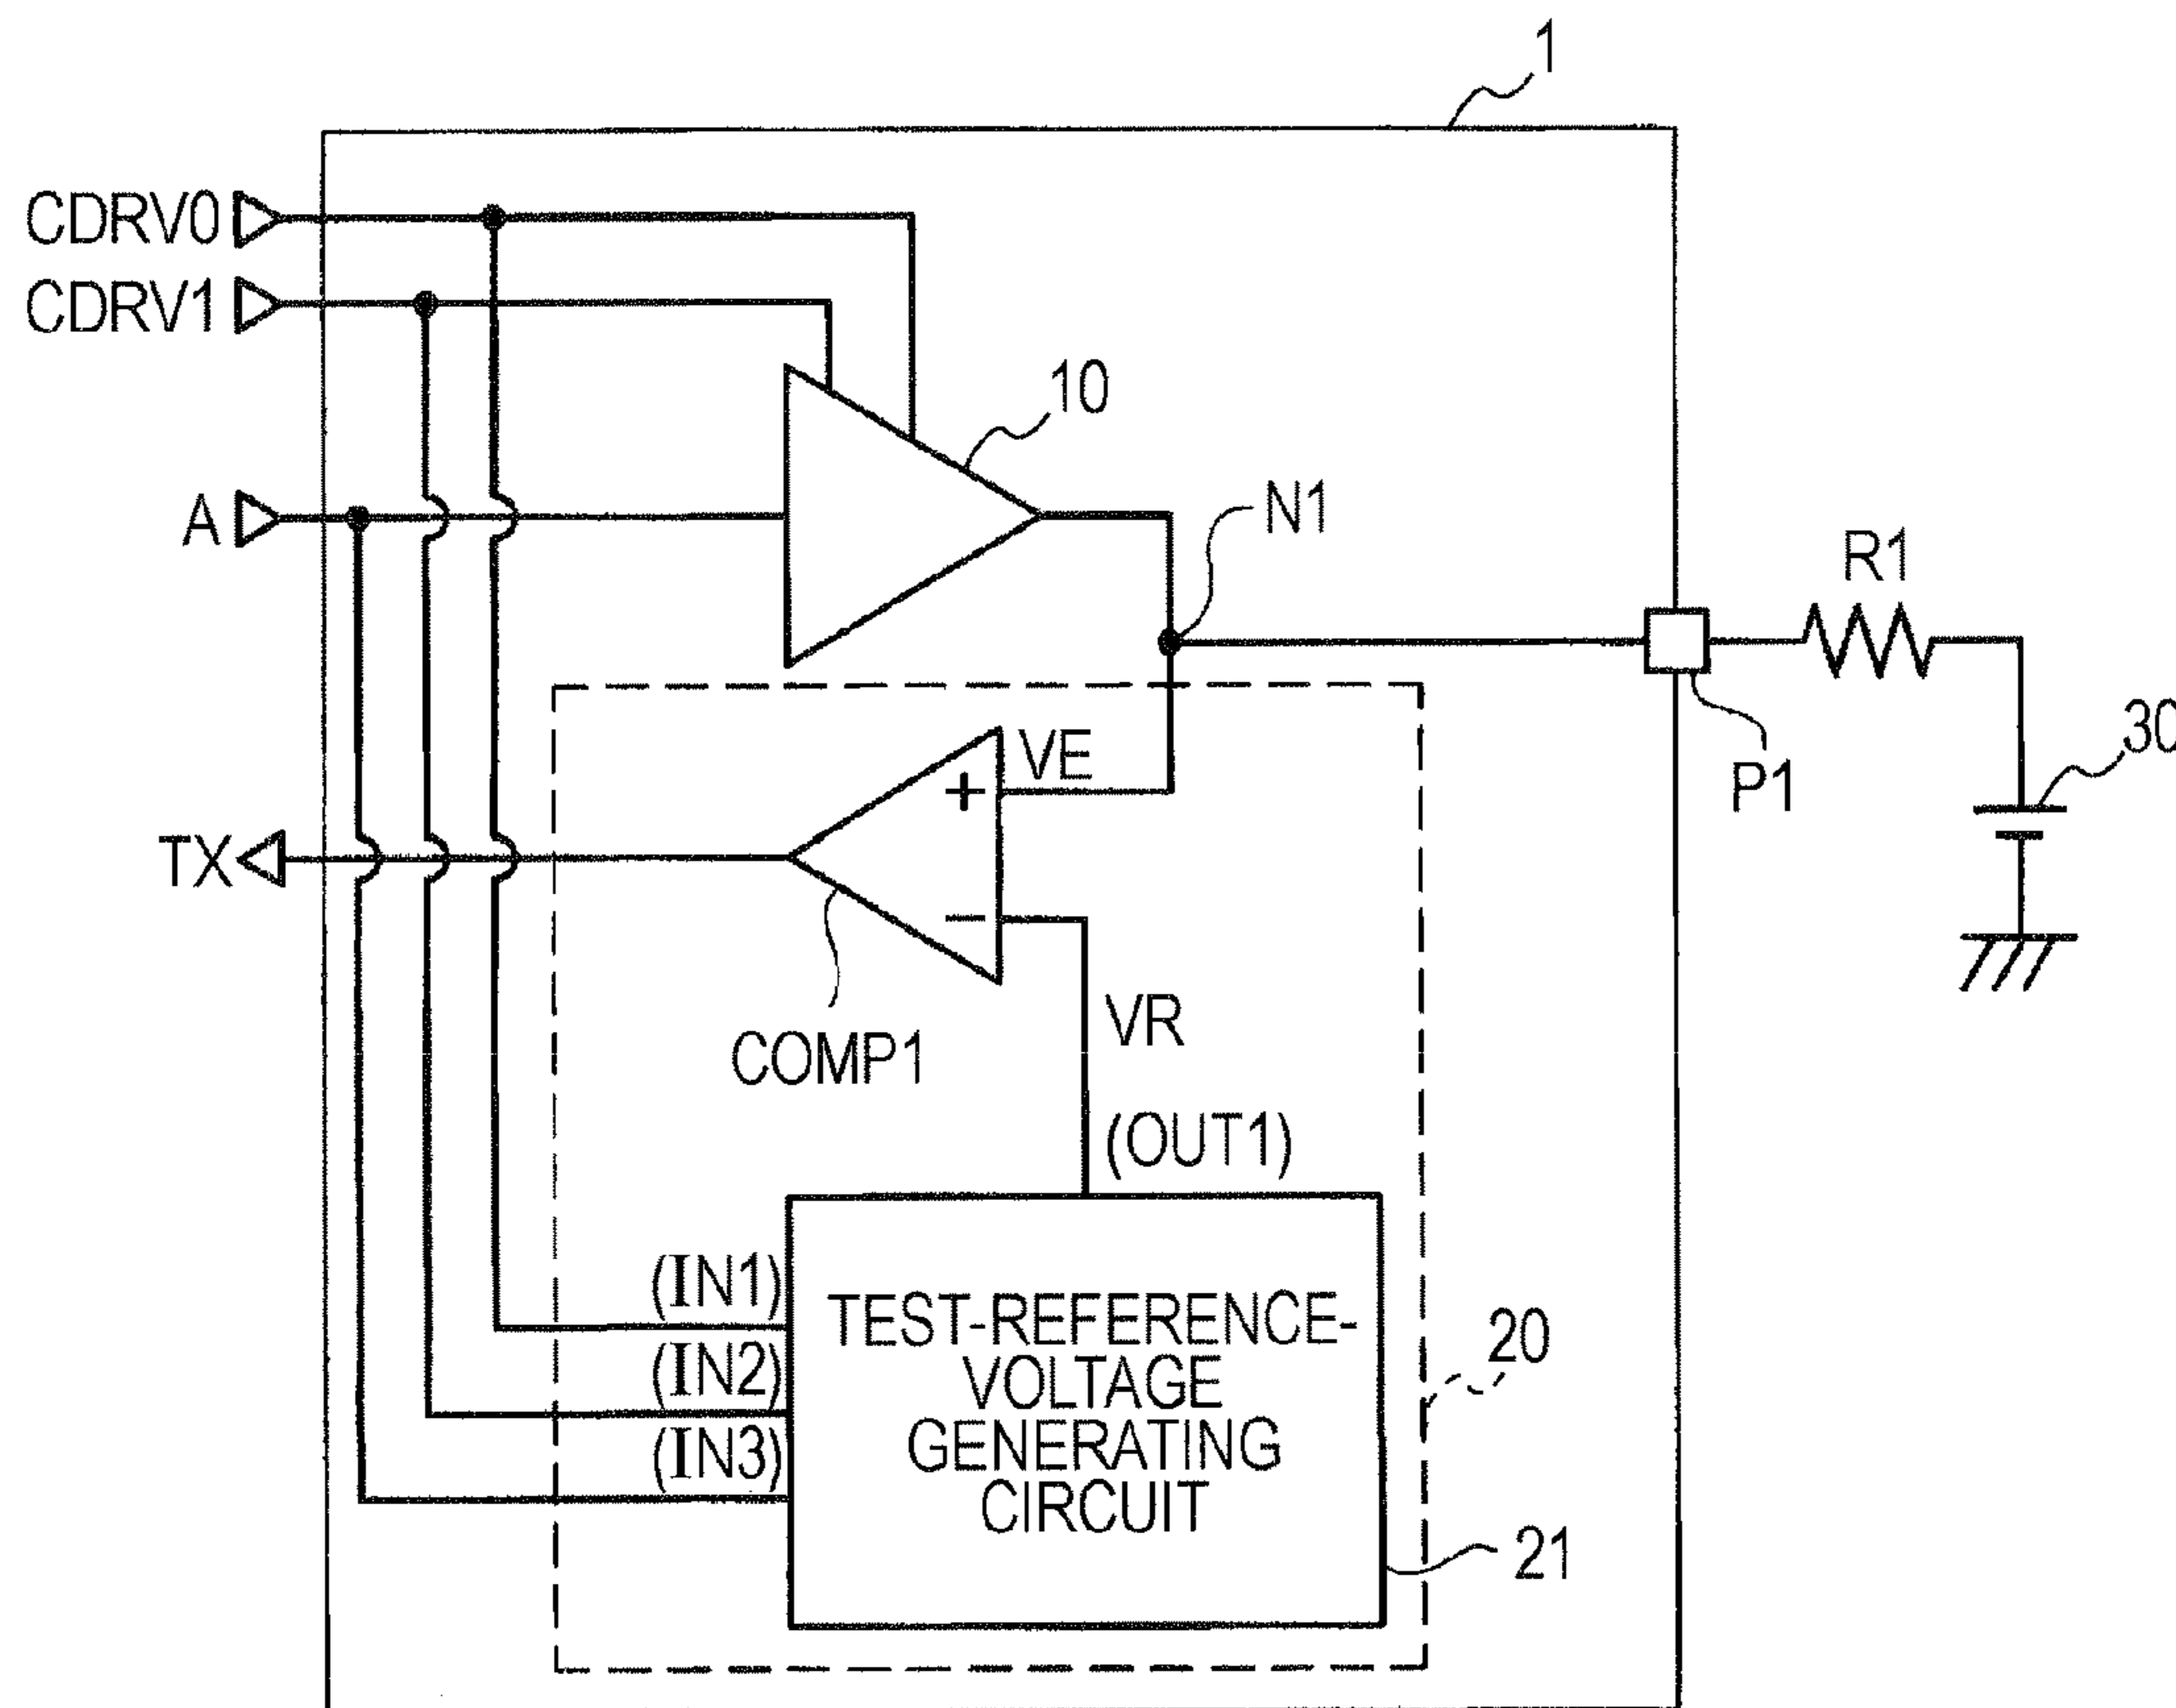 1
CDRV0
CDRV1
10
A
N1
R1
VE
+
30
P1
TX
−
VR
COMP1
(OUT1)
(IN1)
TEST-REFERENCE-
VOLTAGE
GENERATING
CIRCUIT
(IN2)
(IN3)
20
21